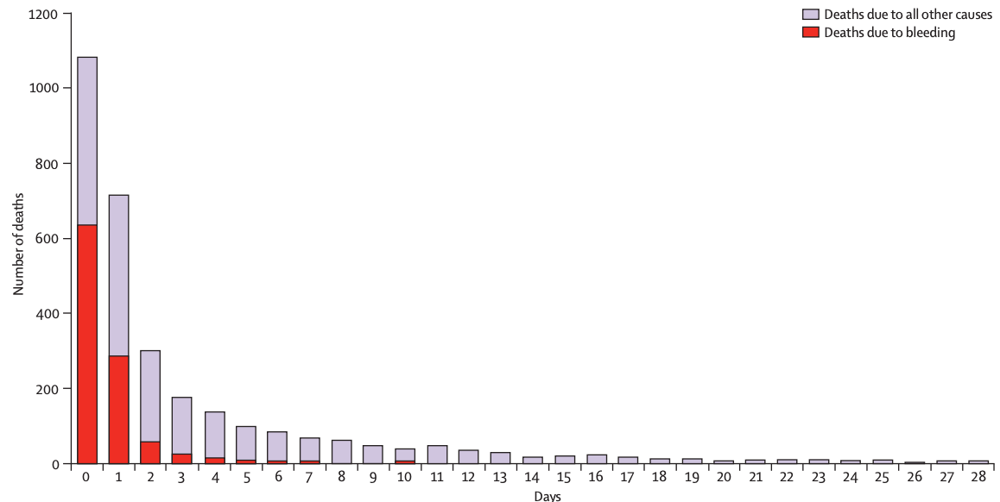 1200
1000
800
600
400
200
0
Number of deaths
Deaths due to all other causes
Deaths due to bleeding
0 1 2 3 4 5 6 7 8 9 10 11 12 13 14 15 16 17 18 19 20 21 22 23 24 25 26 27 28
Days